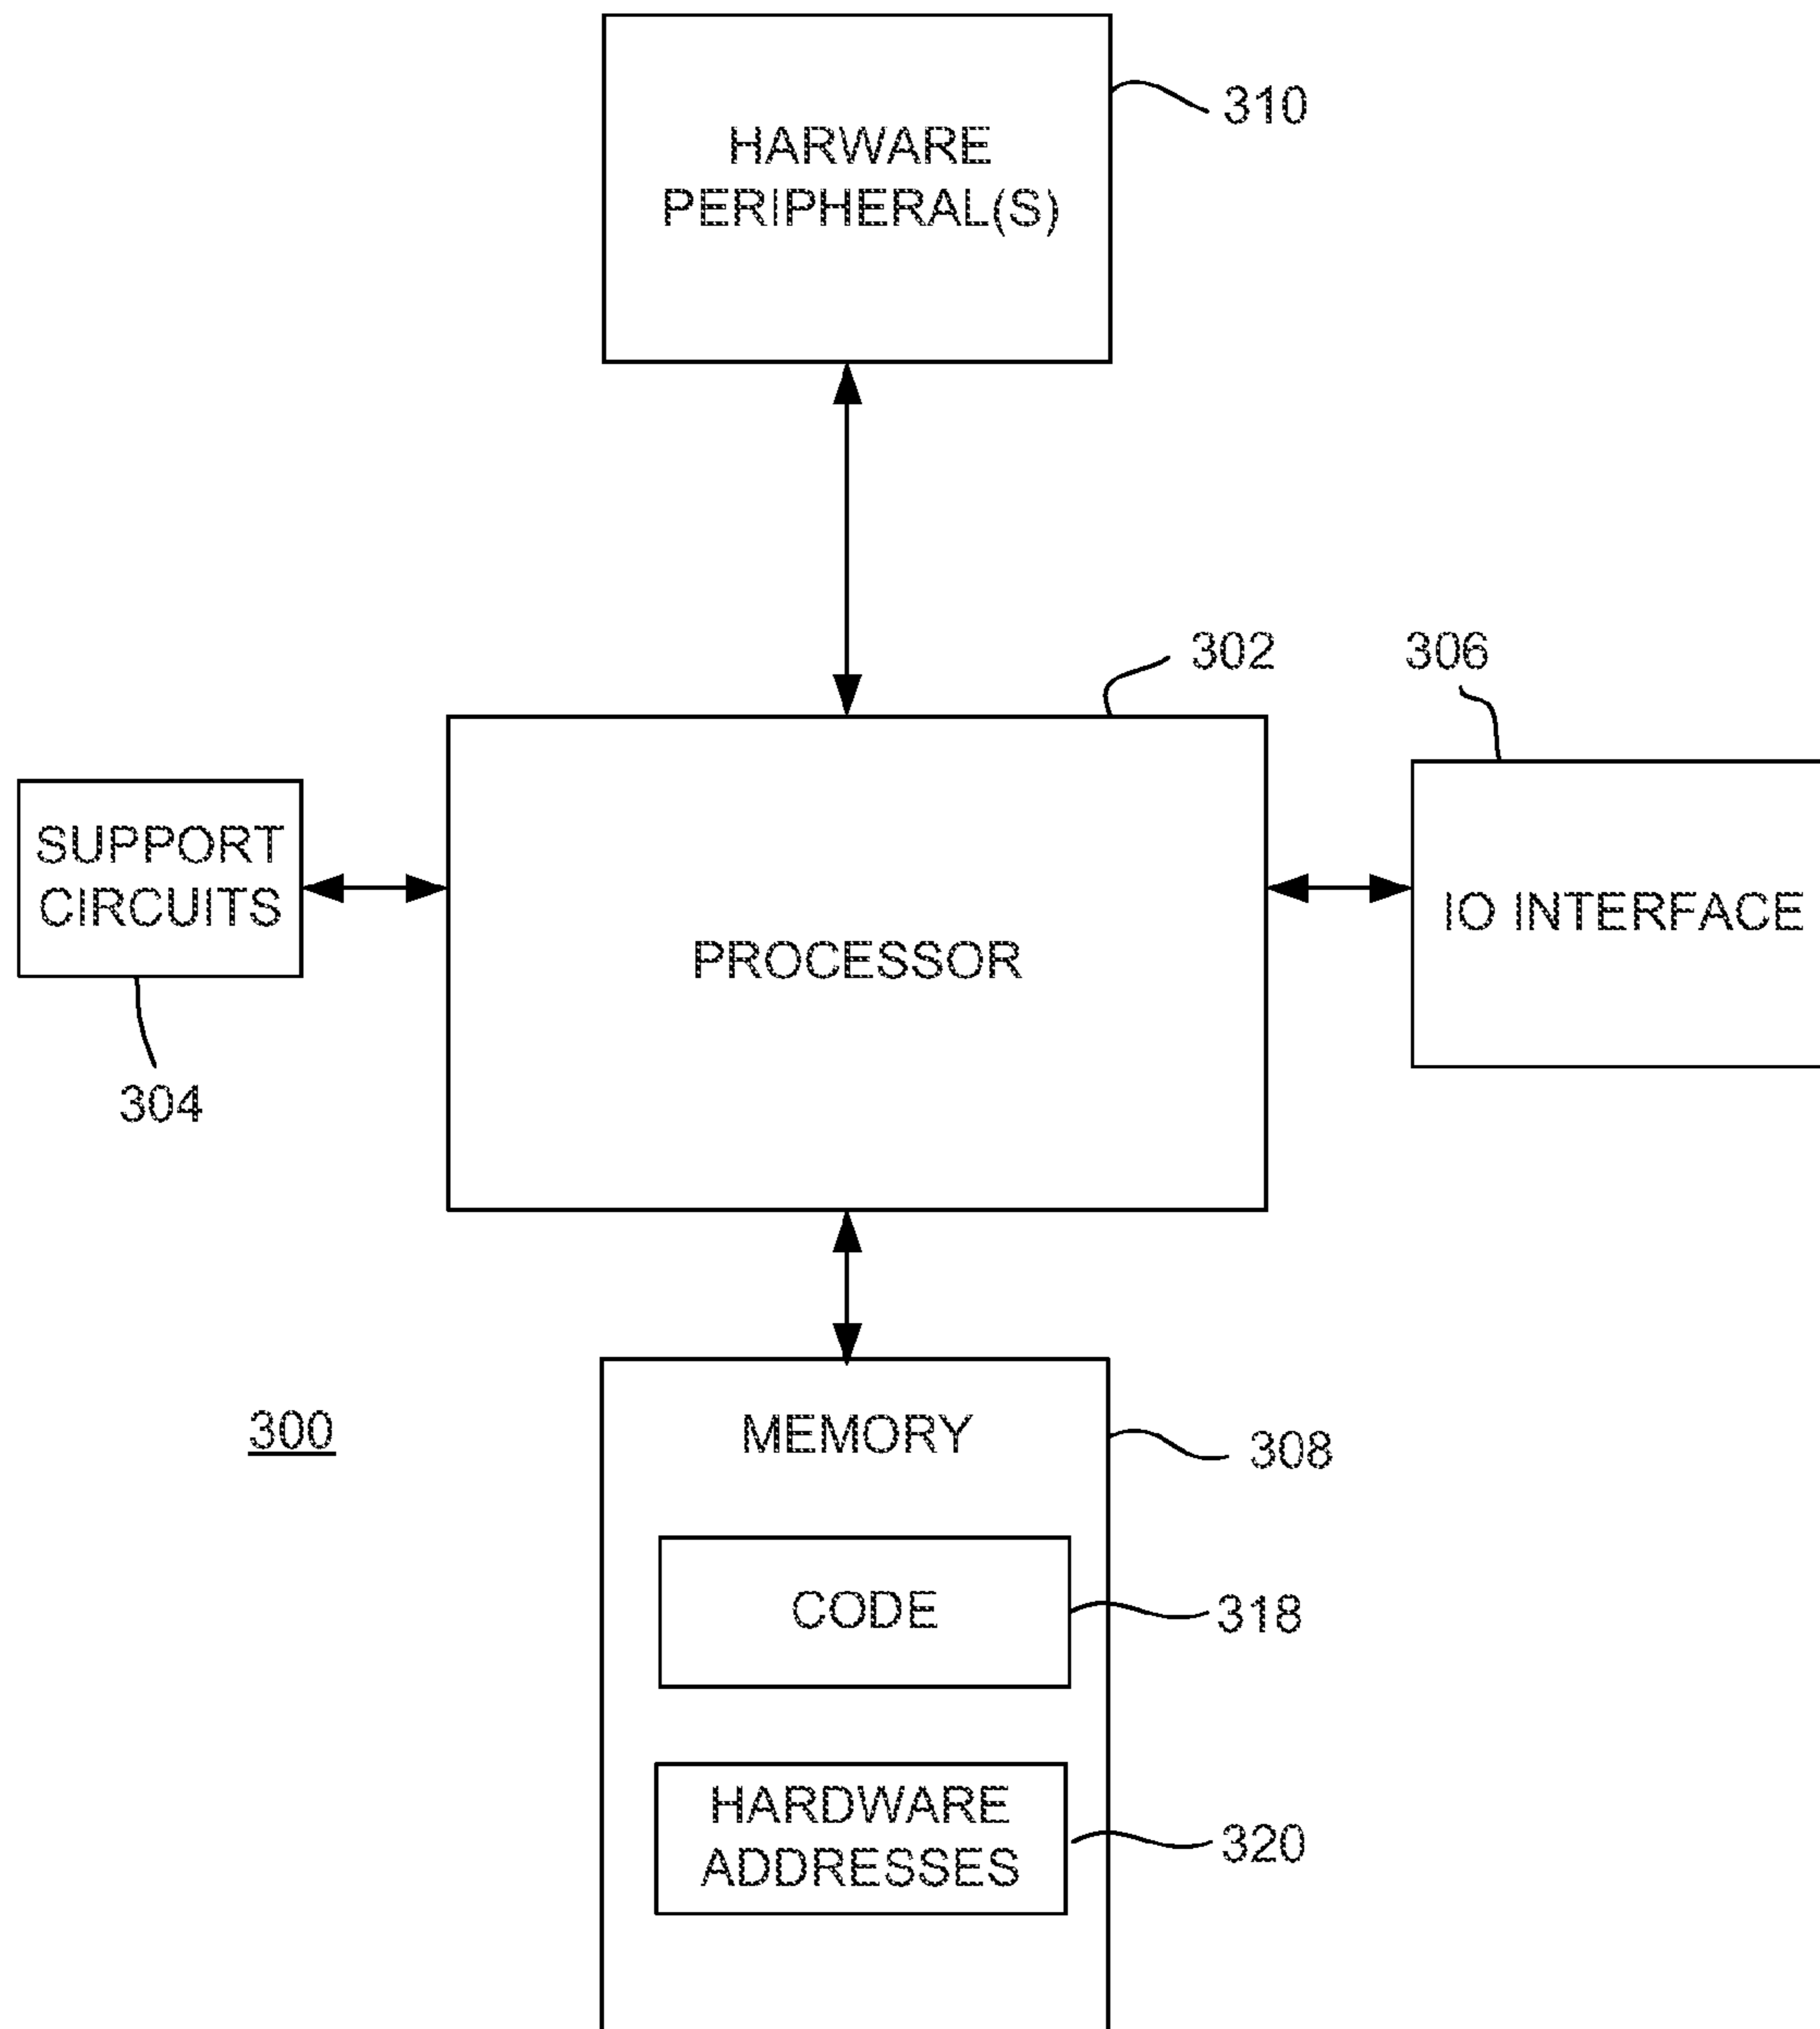 310
HARWARE
PERIPHERAL(S)
302
306
SUPPORT
CIRCUITS
IO INTERFACE
PROCESSOR
304
300
MEMORY
308
CODE
318
HARDWARE
ADDRESSES
320